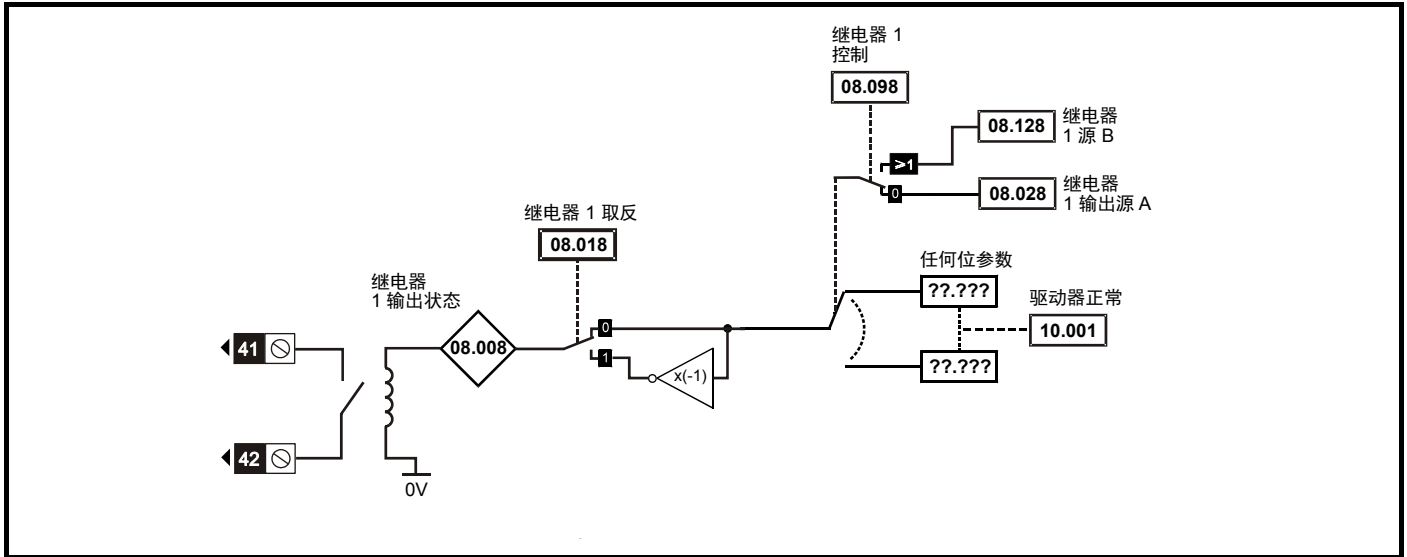 继电器 1
控制
08.098
08.128
继电器
1 源 B
>1
0
08.028
继电器
1 输出源 A
继电器 1 取反
08.018
任何位参数
??.???
驱动器正常
10.001
??.???
继电器
1 输出状态
0
1
08.008
x(-1)
41
42
0V